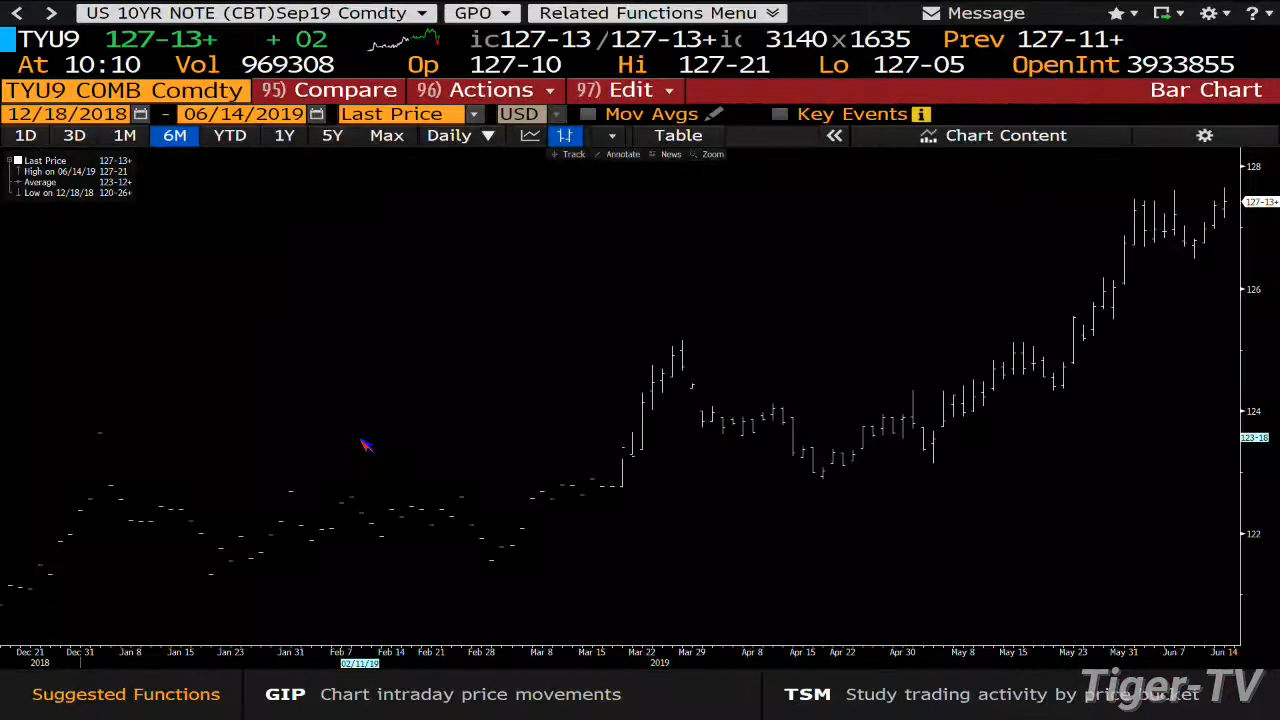 US 10YR NOTE (CBT)Sep19 Comdty GPO Related Functions Menu Message ?
TYU9 127-13+ + 02 ic127-13 /127-13+ic 3140x1635 Prev 127-11+
At 10:10 Vol 969308 Op 127-10 Hi 127-21 Lo 127-05 OpenInt 3933855
TYU9 COMB Comdty 95) Compare 96) Actions 97) Edit Bar Chart
12/18/2018 - 06/14/2019 Last Price USD Mov Avgs Key Events
1D 3D 1M 6M YTD 1Y 5Y Max Daily Table Chart Content
Track Annotate News Zoom
Last Price 127-13+
High on 06/14/19 127-21
Average 123-12+
Low on 12/18/18 120-26+
128
127-13+
126
124
123-18
122
Dec 21 Dec 31 Jan 8 Jan 15 Jan 23 Jan 31 Feb 7 Feb 14 Feb 21 Feb 28 Mar 8 Mar 15 Mar 22 Mar 29 Apr 8 Apr 15 Apr 22 Apr 30 May 8 May 15 May 23 May 31 Jun 7 Jun 14
2018 02/11/19 2019
Suggested Functions GIP Chart intraday price movements TSM Study trading activity by price bucket
Tiger-TV